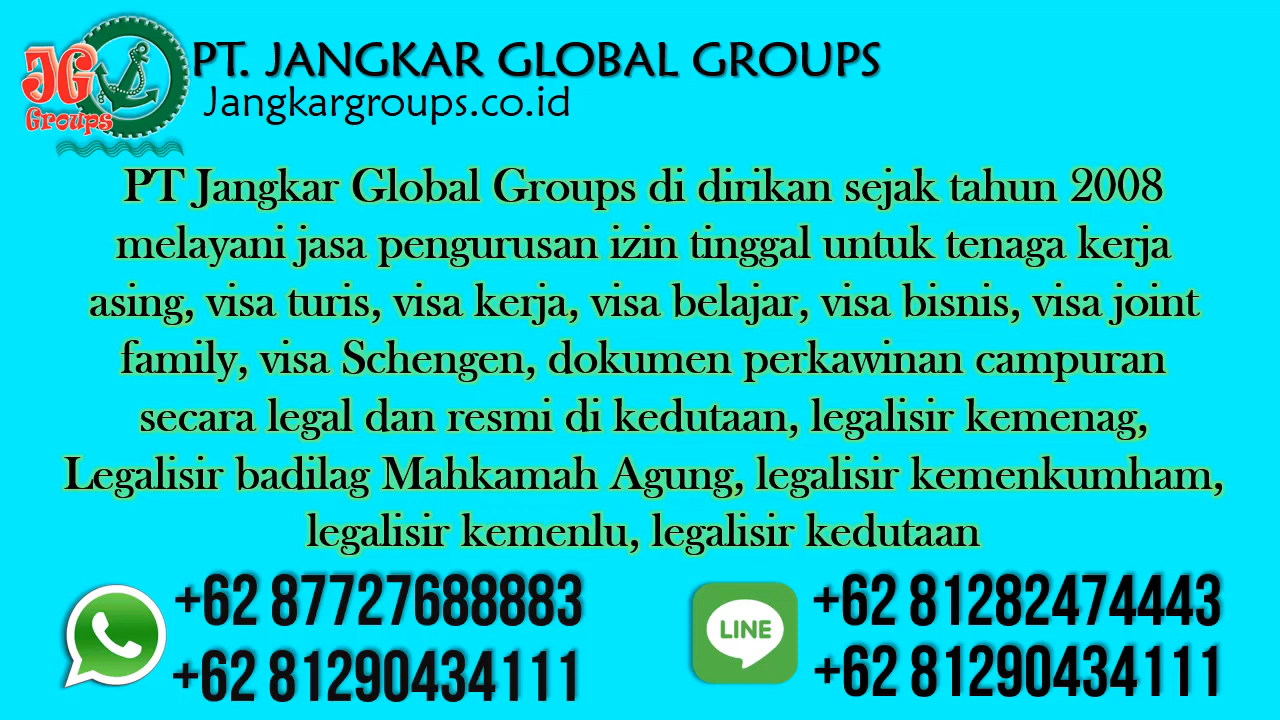 JG
Groups
PT. JANGKAR GLOBAL GROUPS
Jangkargroups.co.id
PT Jangkar Global Groups di dirikan sejak tahun 2008
melayani jasa pengurusan izin tinggal untuk tenaga kerja
asing, visa turis, visa kerja, visa belajar, visa bisnis, visa joint
family, visa Schengen, dokumen perkawinan campuran
secara legal dan resmi di kedutaan, legalisir kemenag,
Legalisir badilag Mahkamah Agung, legalisir kemenkumham,
legalisir kemenlu, legalisir kedutaan
+62 87727688883
+62 81290434111
LINE
+62 81282474443
+62 81290434111